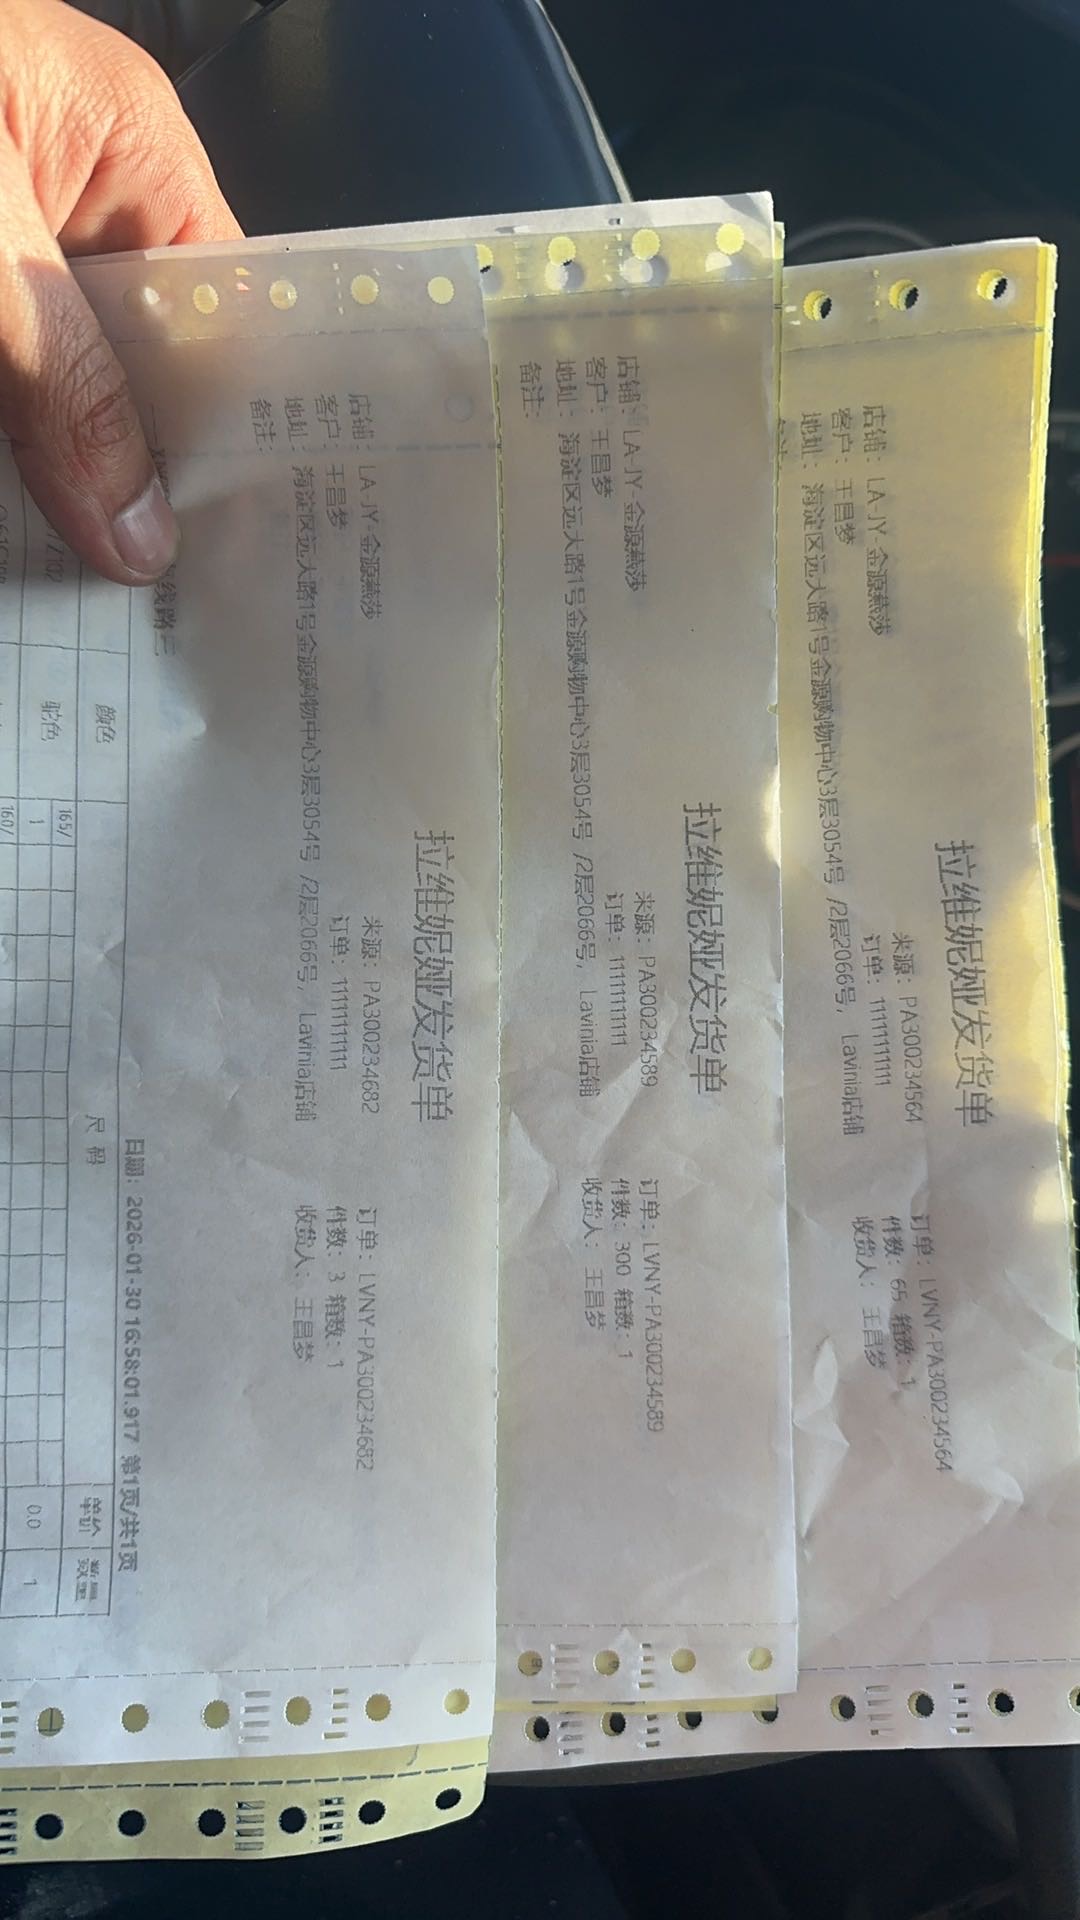 拉维妮娅发货单
店铺：LA-JY-金源燕莎
来源：PA300234682
订单：LVNY-PA300234682
客户：王昌梦
订单：11111111111
件数：3 箱数：1
地址：海淀区远大路1号金源购物中心3层3054号 /2层2066号，Lavinia店铺
收货人：王昌梦
备注：
日期：2026-01-30 16:58:01.917 第1页/共1页
颜色
尺 码
单价
数量
165/
驼色
1
0.0
1
160/
拉维妮娅发货单
店铺：LA-JY-金源燕莎
来源：PA300234589
订单：LVNY-PA300234589
客户：王昌梦
订单：11111111111
件数：300 箱数：1
地址：海淀区远大路1号金源购物中心3层3054号 /2层2066号，Lavinia店铺
收货人：王昌梦
备注：
拉维妮娅发货单
店铺：LA-JY-金源燕莎
来源：PA300234564
订单：LVNY-PA300234564
客户：王昌梦
订单：11111111111
件数：65 箱数：1
地址：海淀区远大路1号金源购物中心3层3054号 /2层2066号，Lavinia店铺
收货人：王昌梦